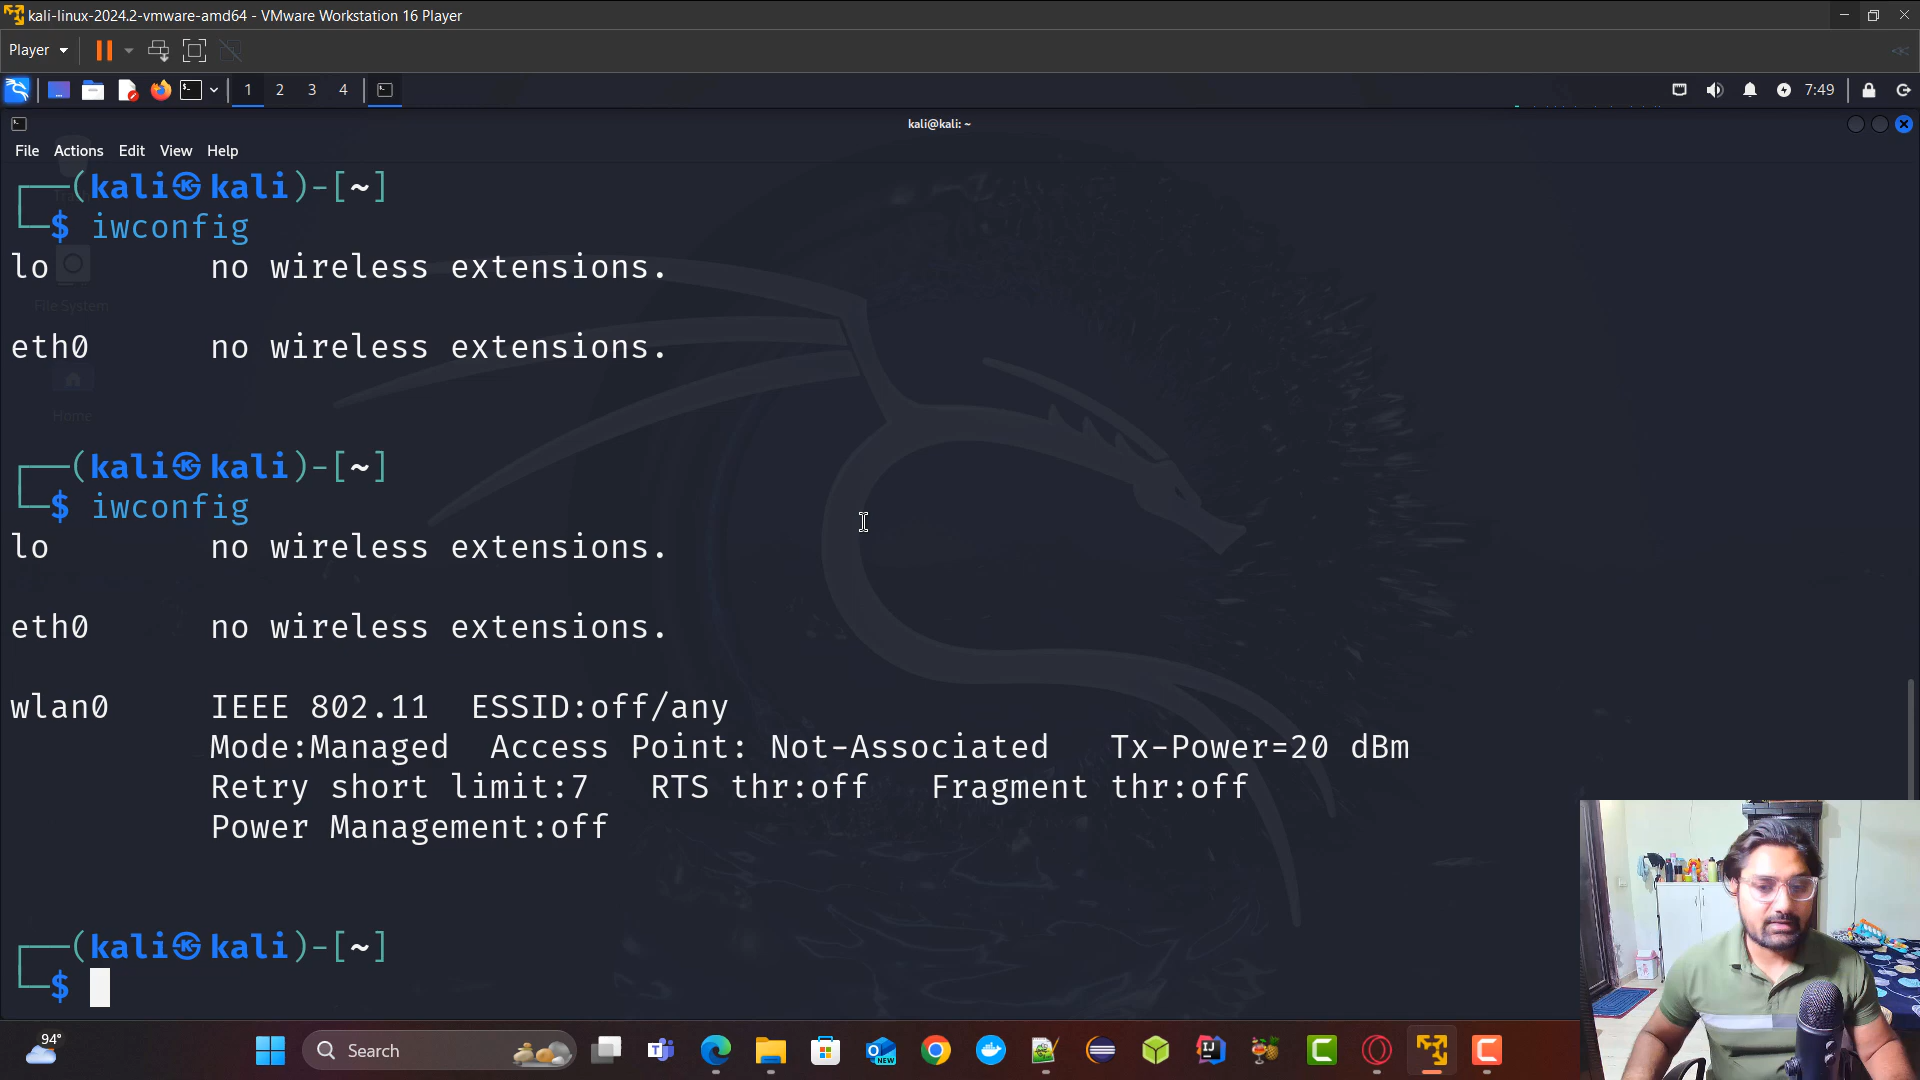 kali-linux-2024.2-vmware-amd64 - VMware Workstation 16 Player
Player
1 2 3 4
7:49
kali@kali: ~
File Actions Edit View Help
┌──(kali㉿kali)-[~]
└─$ iwconfig
lo no wireless extensions.
File System
eth0 no wireless extensions.
Home
┌──(kali㉿kali)-[~]
└─$ iwconfig
lo no wireless extensions.
eth0 no wireless extensions.
wlan0 IEEE 802.11 ESSID:off/any
Mode:Managed Access Point: Not-Associated Tx-Power=20 dBm
Retry short limit:7 RTS thr:off Fragment thr:off
Power Management:off
┌──(kali㉿kali)-[~]
└─$
94°
Search
NEW